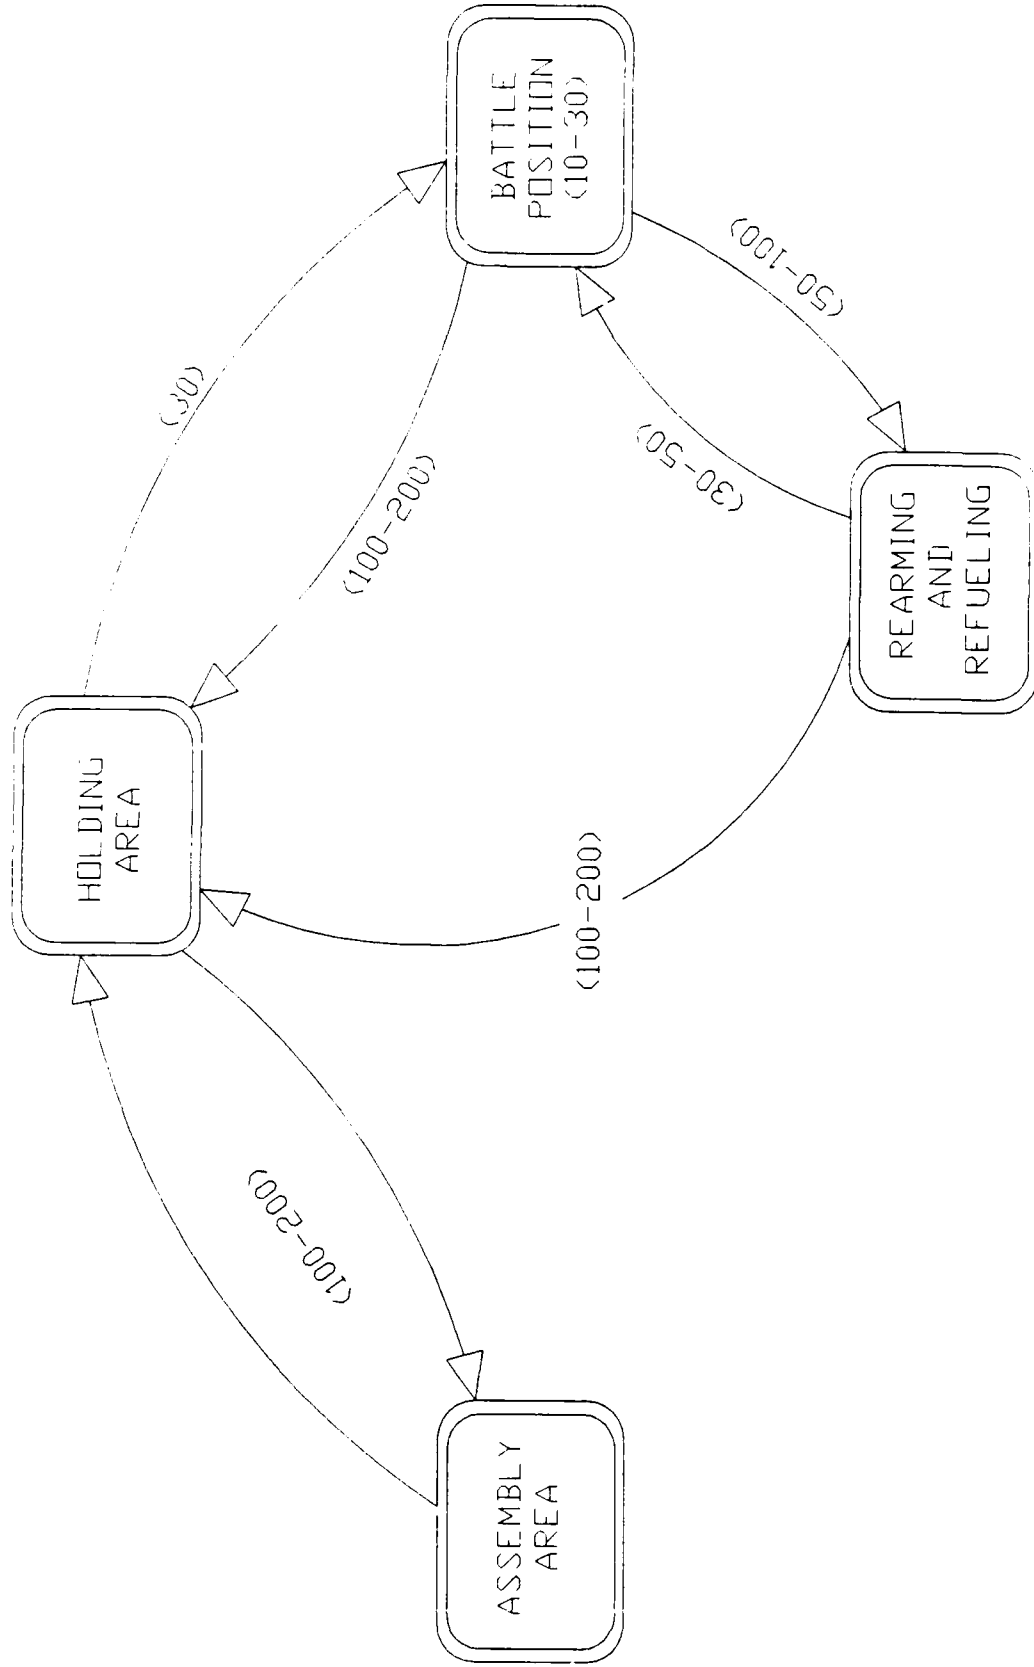 HOLDING
AREA
(30)
(100-200)
BATTLE
POSITION
(10-30)
(100-200)
ASSEMBLY
AREA
(100-200)
(30-50)
(50-100)
REARMING
AND
REFUELING